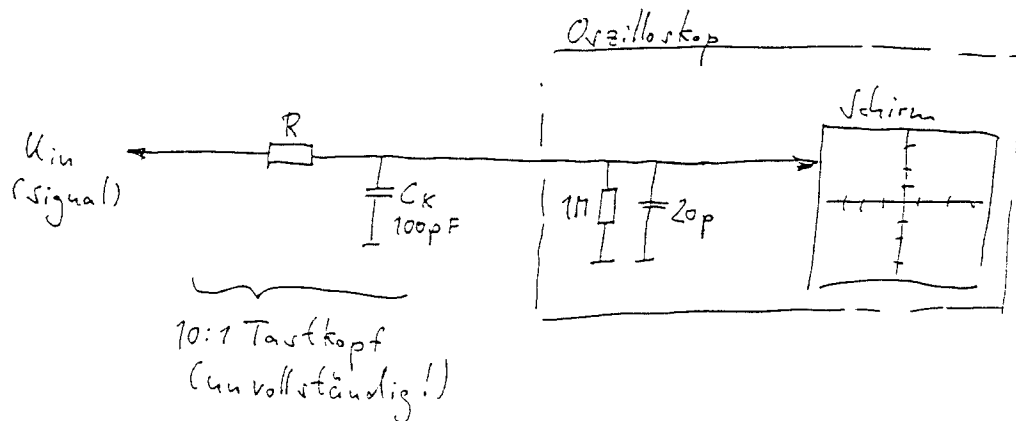 Oszilloskop
Schirm
R
Uin
(Signal)
CK
100pF
1M
20p
10:1 Tastkopf
(unvollständig!)